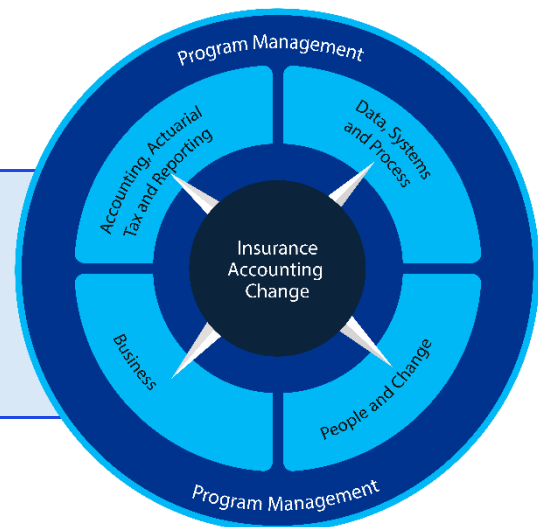 Program Management
Accounting, Actuarial
Tax and Reporting
Data, Systems
and Process
Insurance
Accounting
Change
Business
People and Change
Program Management